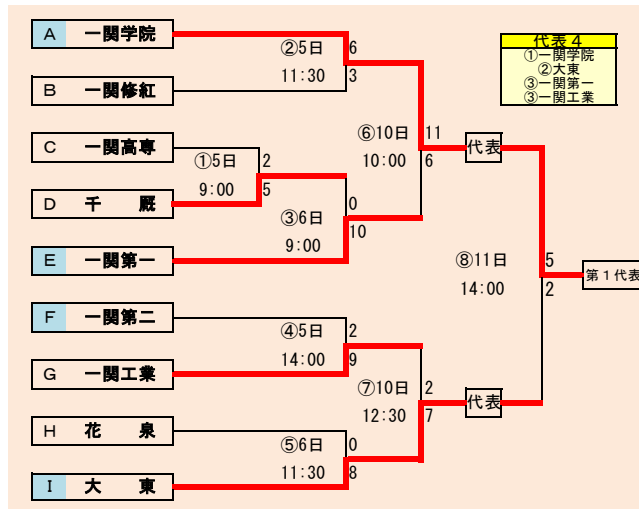 A 一関学院
②5日 6
11:30 3
B 一関修紅
代表4
①一関学院
②大東
③一関第一
③一関工業
C 一関高専
①5日 2
9:00 5
D 千 厩
③6日 0
9:00 10
E 一関第一
⑥10日 11
10:00 6
代表
F 一関第二
④5日 2
14:00 9
G 一関工業
⑦10日 2
12:30 7
代表
H 花 泉
⑤6日 0
11:30 8
I 大 東
⑧11日 5
14:00 2
第1代表